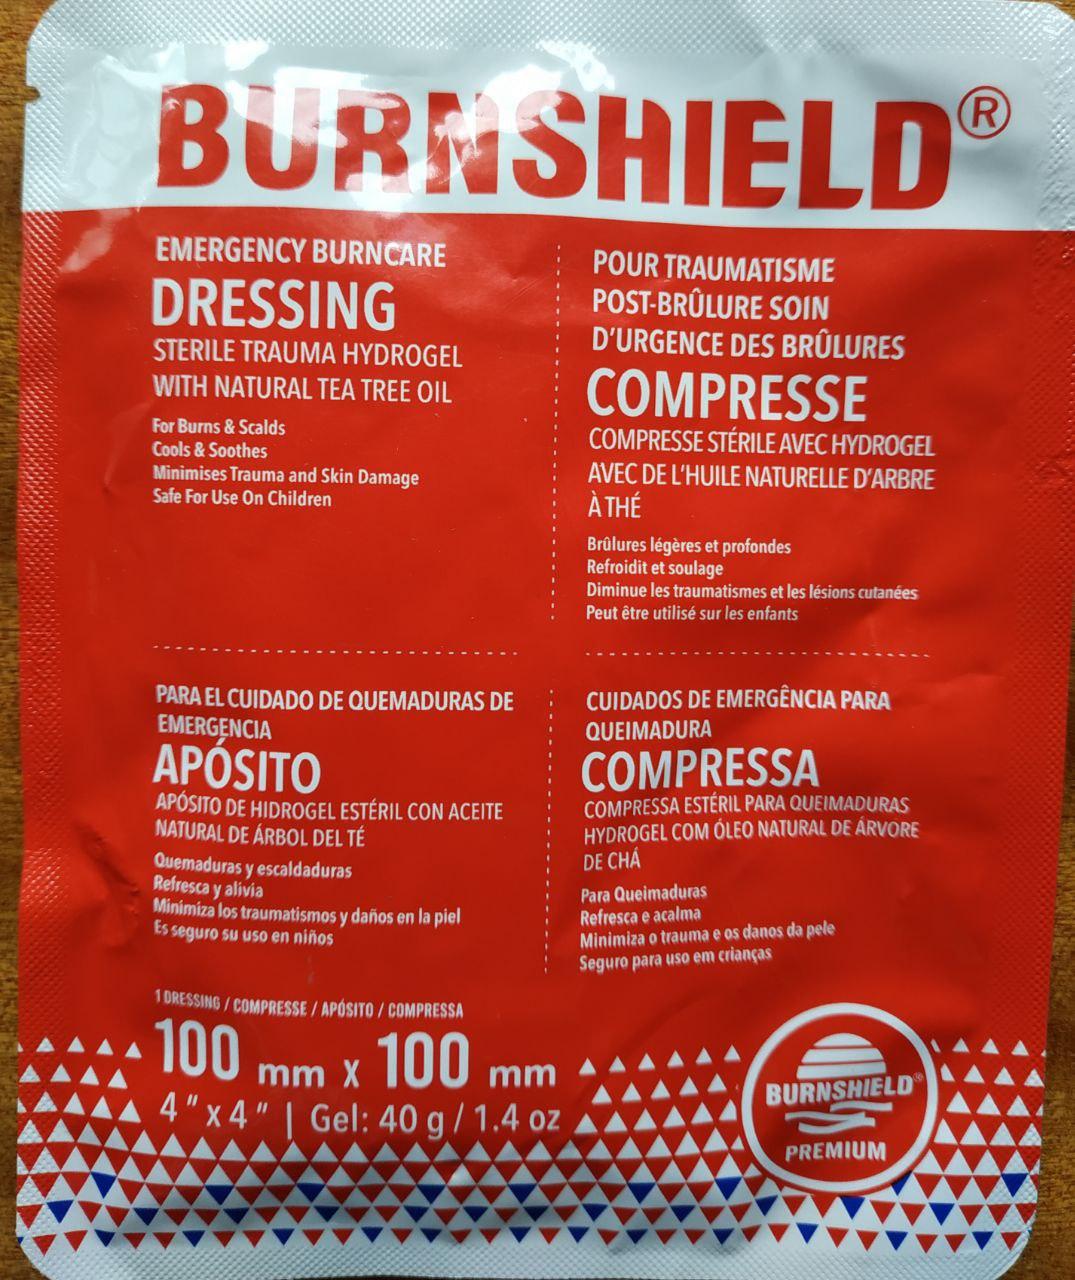 BURNSHIELD®
EMERGENCY BURNCARE
DRESSING
STERILE TRAUMA HYDROGEL
WITH NATURAL TEA TREE OIL
For Burns & Scalds
Cools & Soothes
Minimises Trauma and Skin Damage
Safe For Use On Children
POUR TRAUMATISME
POST-BRÛLURE SOIN
D'URGENCE DES BRÛLURES
COMPRESSE
COMPRESSE STÉRILE AVEC HYDROGEL
AVEC DE L'HUILE NATURELLE D'ARBRE
À THÉ
Brûlures légères et profondes
Refroidit et soulage
Diminue les traumatismes et les lésions cutanées
Peut être utilisé sur les enfants
PARA EL CUIDADO DE QUEMADURAS DE
EMERGENCIA
APÓSITO
APÓSITO DE HIDROGEL ESTÉRIL CON ACEITE
NATURAL DE ÁRBOL DEL TÉ
Quemaduras y escaldaduras
Refresca y alivia
Minimiza los traumatismos y daños en la piel
Es seguro su uso en niños
CUIDADOS DE EMERGÊNCIA PARA
QUEIMADURA
COMPRESSA
COMPRESSA ESTÉRIL PARA QUEIMADURAS
HYDROGEL COM ÓLEO NATURAL DE ÁRVORE
DE CHÁ
Para Queimaduras
Refresca e acalma
Minimiza o trauma e os danos da pele
Seguro para uso em crianças
1 DRESSING / COMPRESSE / APÓSITO / COMPRESSA
100 mm x 100 mm
4" x 4" | Gel: 40 g / 1.4 oz
BURNSHIELD®
PREMIUM